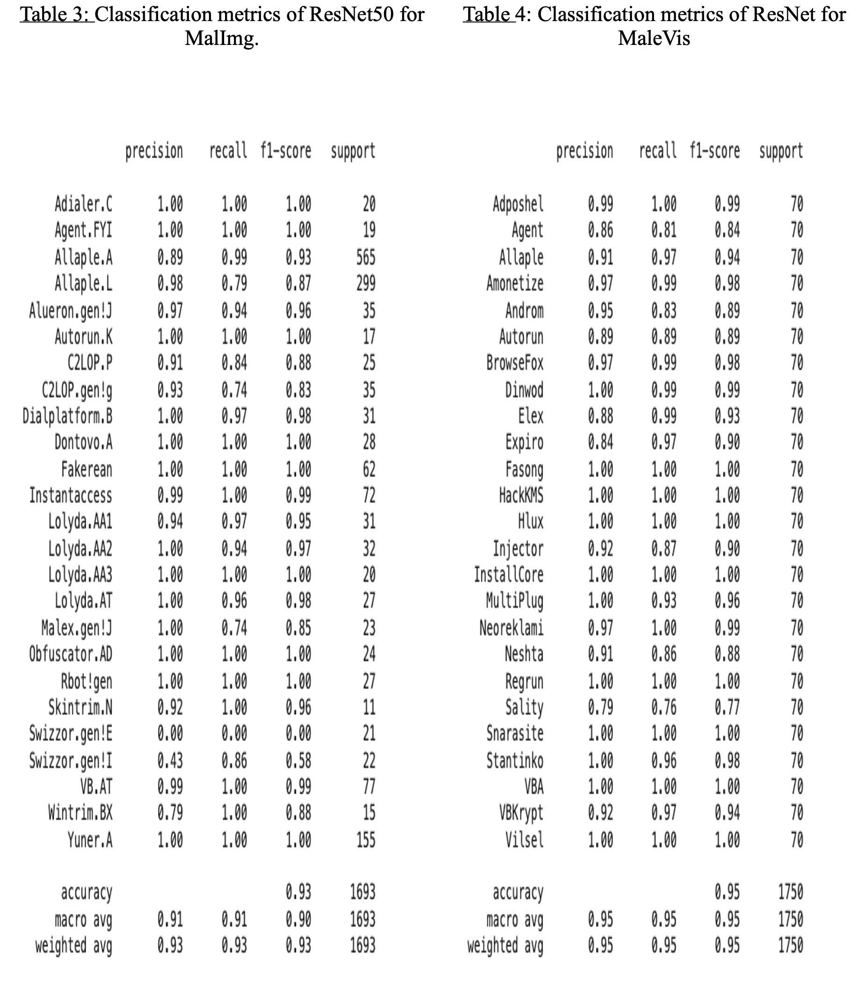 Table 3: Classification metrics of ResNet50 for
MalImg.
precision recall f1-score support
Adialer.C 1.00 1.00 1.00 20
Agent.FYI 1.00 1.00 1.00 19
Allaple.A 0.89 0.99 0.93 565
Allaple.L 0.98 0.79 0.87 299
Alueron.gen!J 0.97 0.94 0.96 35
Autorun.K 1.00 1.00 1.00 17
C2LOP.P 0.91 0.84 0.88 25
C2LOP.gen!g 0.93 0.74 0.83 35
Dialplatform.B 1.00 0.97 0.98 31
Dontovo.A 1.00 1.00 1.00 28
Fakerean 1.00 1.00 1.00 62
Instantaccess 0.99 1.00 0.99 72
Lolyda.AA1 0.94 0.97 0.95 31
Lolyda.AA2 1.00 0.94 0.97 32
Lolyda.AA3 1.00 1.00 1.00 20
Lolyda.AT 1.00 0.96 0.98 27
Malex.gen!J 1.00 0.74 0.85 23
Obfuscator.AD 1.00 1.00 1.00 24
Rbot!gen 1.00 1.00 1.00 27
Skintrim.N 0.92 1.00 0.96 11
Swizzor.gen!E 0.00 0.00 0.00 21
Swizzor.gen!I 0.43 0.86 0.58 22
VB.AT 0.99 1.00 0.99 77
Wintrim.BX 0.79 1.00 0.88 15
Yuner.A 1.00 1.00 1.00 155
accuracy 0.93 1693
macro avg 0.91 0.91 0.90 1693
weighted avg 0.93 0.93 0.93 1693
Table 4: Classification metrics of ResNet for
MaleVis
precision recall f1-score support
Adposhel 0.99 1.00 0.99 70
Agent 0.86 0.81 0.84 70
Allaple 0.91 0.97 0.94 70
Amonetize 0.97 0.99 0.98 70
Androm 0.95 0.83 0.89 70
Autorun 0.89 0.89 0.89 70
BrowseFox 0.97 0.99 0.98 70
Dinwod 1.00 0.99 0.99 70
Elex 0.88 0.99 0.93 70
Expiro 0.84 0.97 0.90 70
Fasong 1.00 1.00 1.00 70
HackKMS 1.00 1.00 1.00 70
Hlux 1.00 1.00 1.00 70
Injector 0.92 0.87 0.90 70
InstallCore 1.00 1.00 1.00 70
MultiPlug 1.00 0.93 0.96 70
Neoreklami 0.97 1.00 0.99 70
Neshta 0.91 0.86 0.88 70
Regrun 1.00 1.00 1.00 70
Sality 0.79 0.76 0.77 70
Snarasite 1.00 1.00 1.00 70
Stantinko 1.00 0.96 0.98 70
VBA 1.00 1.00 1.00 70
VBKrypt 0.92 0.97 0.94 70
Vilsel 1.00 1.00 1.00 70
accuracy 0.95 1750
macro avg 0.95 0.95 0.95 1750
weighted avg 0.95 0.95 0.95 1750